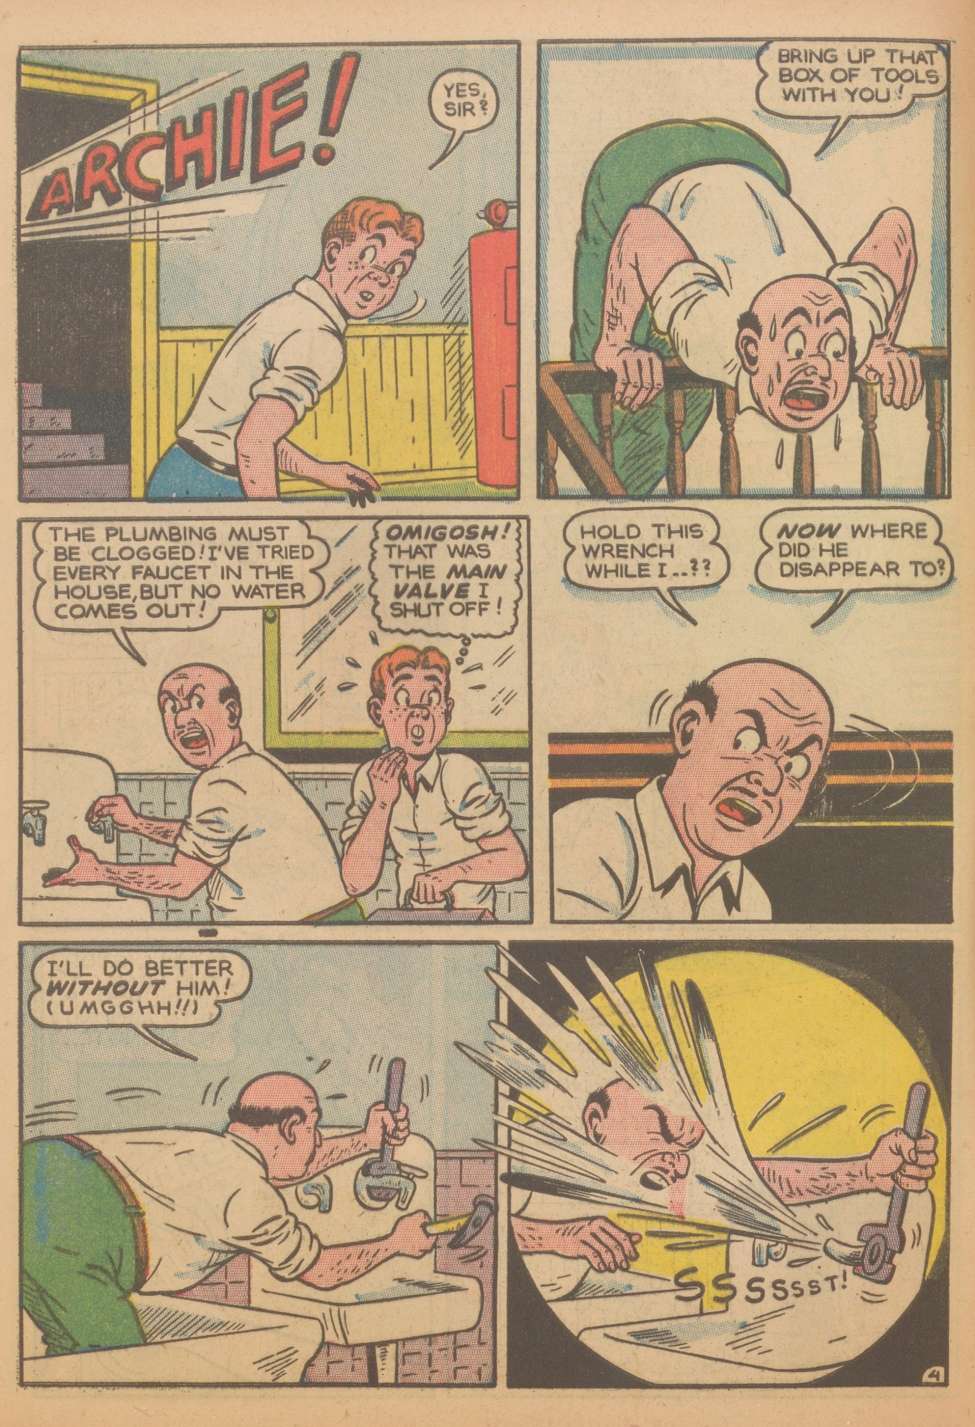 ARCHIE!
YES,
SIR?
BRING UP THAT
BOX OF TOOLS
WITH YOU!
THE PLUMBING MUST
BE CLOGGED! I'VE TRIED
EVERY FAUCET IN THE
HOUSE, BUT NO WATER
COMES OUT!
OMIGOSH!
THAT WAS
THE MAIN
VALVE I
SHUT OFF!
HOLD THIS
WRENCH
WHILE I..??
NOW WHERE
DID HE
DISAPPEAR TO?
I'LL DO BETTER
WITHOUT HIM!
(UMGGHH!!)
SSSSSSST!
4